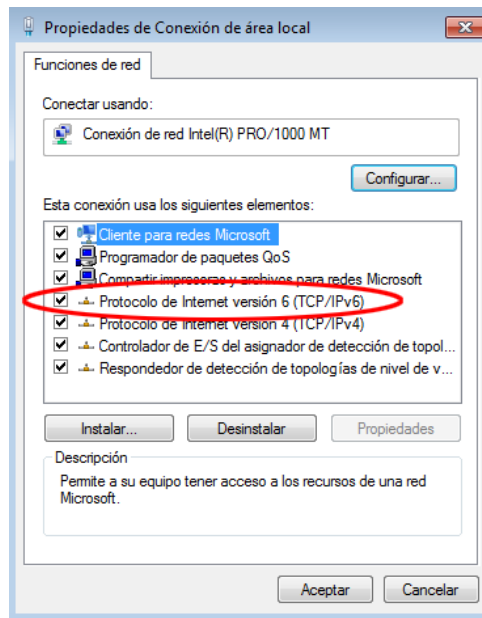 Propiedades de Conexión de área local
Funciones de red
Conectar usando:
Conexión de red Intel(R) PRO/1000 MT
Configurar...
Esta conexión usa los siguientes elementos:
Cliente para redes Microsoft
Programador de paquetes QoS
Compartir impresoras y archivos para redes Microsoft
Protocolo de Internet versión 6 (TCP/IPv6)
Protocolo de Internet versión 4 (TCP/IPv4)
Controlador de E/S del asignador de detección de topol...
Respondedor de detección de topologías de nivel de v...
Instalar...
Desinstalar
Propiedades
Descripción
Permite a su equipo tener acceso a los recursos de una red
Microsoft.
Aceptar
Cancelar